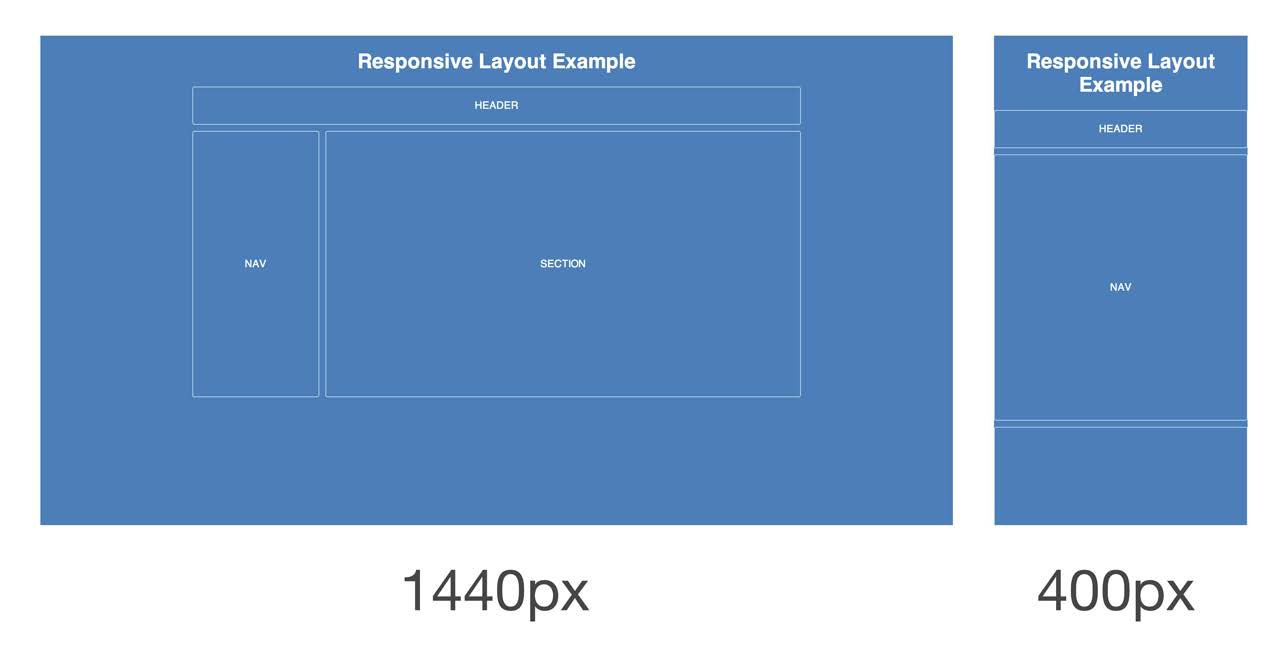 Responsive Layout Example
HEADER
NAV
SECTION
1440px
Responsive Layout
Example
HEADER
NAV
400px